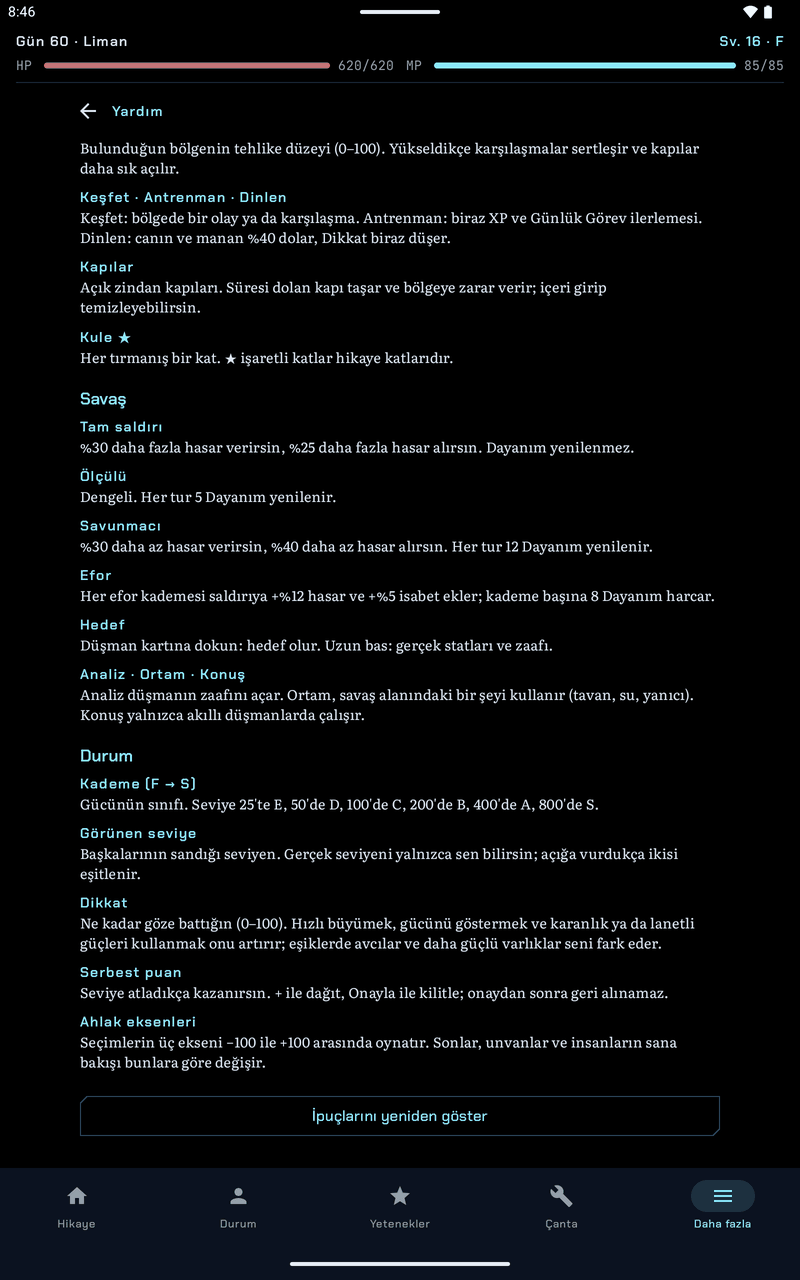 8:46
Gün 60 · Liman
Sv. 16 · F
HP 620/620 MP 85/85
Yardım
Bulunduğun bölgenin tehlike düzeyi (0–100). Yükseldikçe karşılaşmalar sertleşir ve kapılar
daha sık açılır.
Keşfet · Antrenman · Dinlen
Keşfet: bölgede bir olay ya da karşılaşma. Antrenman: biraz XP ve Günlük Görev ilerlemesi.
Dinlen: canın ve manan %40 dolar, Dikkat biraz düşer.
Kapılar
Açık zindan kapıları. Süresi dolan kapı taşar ve bölgeye zarar verir; içeri girip
temizleyebilirsin.
Kule ★
Her tırmanış bir kat. ★ işaretli katlar hikaye katlarıdır.
Savaş
Tam saldırı
%30 daha fazla hasar verirsin, %25 daha fazla hasar alırsın. Dayanım yenilenmez.
Ölçülü
Dengeli. Her tur 5 Dayanım yenilenir.
Savunmacı
%30 daha az hasar verirsin, %40 daha az hasar alırsın. Her tur 12 Dayanım yenilenir.
Efor
Her efor kademesi saldırıya +%12 hasar ve +%5 isabet ekler; kademe başına 8 Dayanım harcar.
Hedef
Düşman kartına dokun: hedef olur. Uzun bas: gerçek statları ve zaafı.
Analiz · Ortam · Konuş
Analiz düşmanın zaafını açar. Ortam, savaş alanındaki bir şeyi kullanır (tavan, su, yanıcı).
Konuş yalnızca akıllı düşmanlarda çalışır.
Durum
Kademe (F → S)
Gücünün sınıfı. Seviye 25'te E, 50'de D, 100'de C, 200'de B, 400'de A, 800'de S.
Görünen seviye
Başkalarının sandığı seviyen. Gerçek seviyeni yalnızca sen bilirsin; açığa vurdukça ikisi
eşitlenir.
Dikkat
Ne kadar göze battığın (0–100). Hızlı büyümek, gücünü göstermek ve karanlık ya da lanetli
güçleri kullanmak onu artırır; eşiklerde avcılar ve daha güçlü varlıklar seni fark eder.
Serbest puan
Seviye atladıkça kazanırsın. + ile dağıt, Onayla ile kilitle; onaydan sonra geri alınamaz.
Ahlak eksenleri
Seçimlerin üç ekseni −100 ile +100 arasında oynatır. Sonlar, unvanlar ve insanların sana
bakışı bunlara göre değişir.
İpuçlarını yeniden göster
Hikaye
Durum
Yetenekler
Çanta
Daha fazla